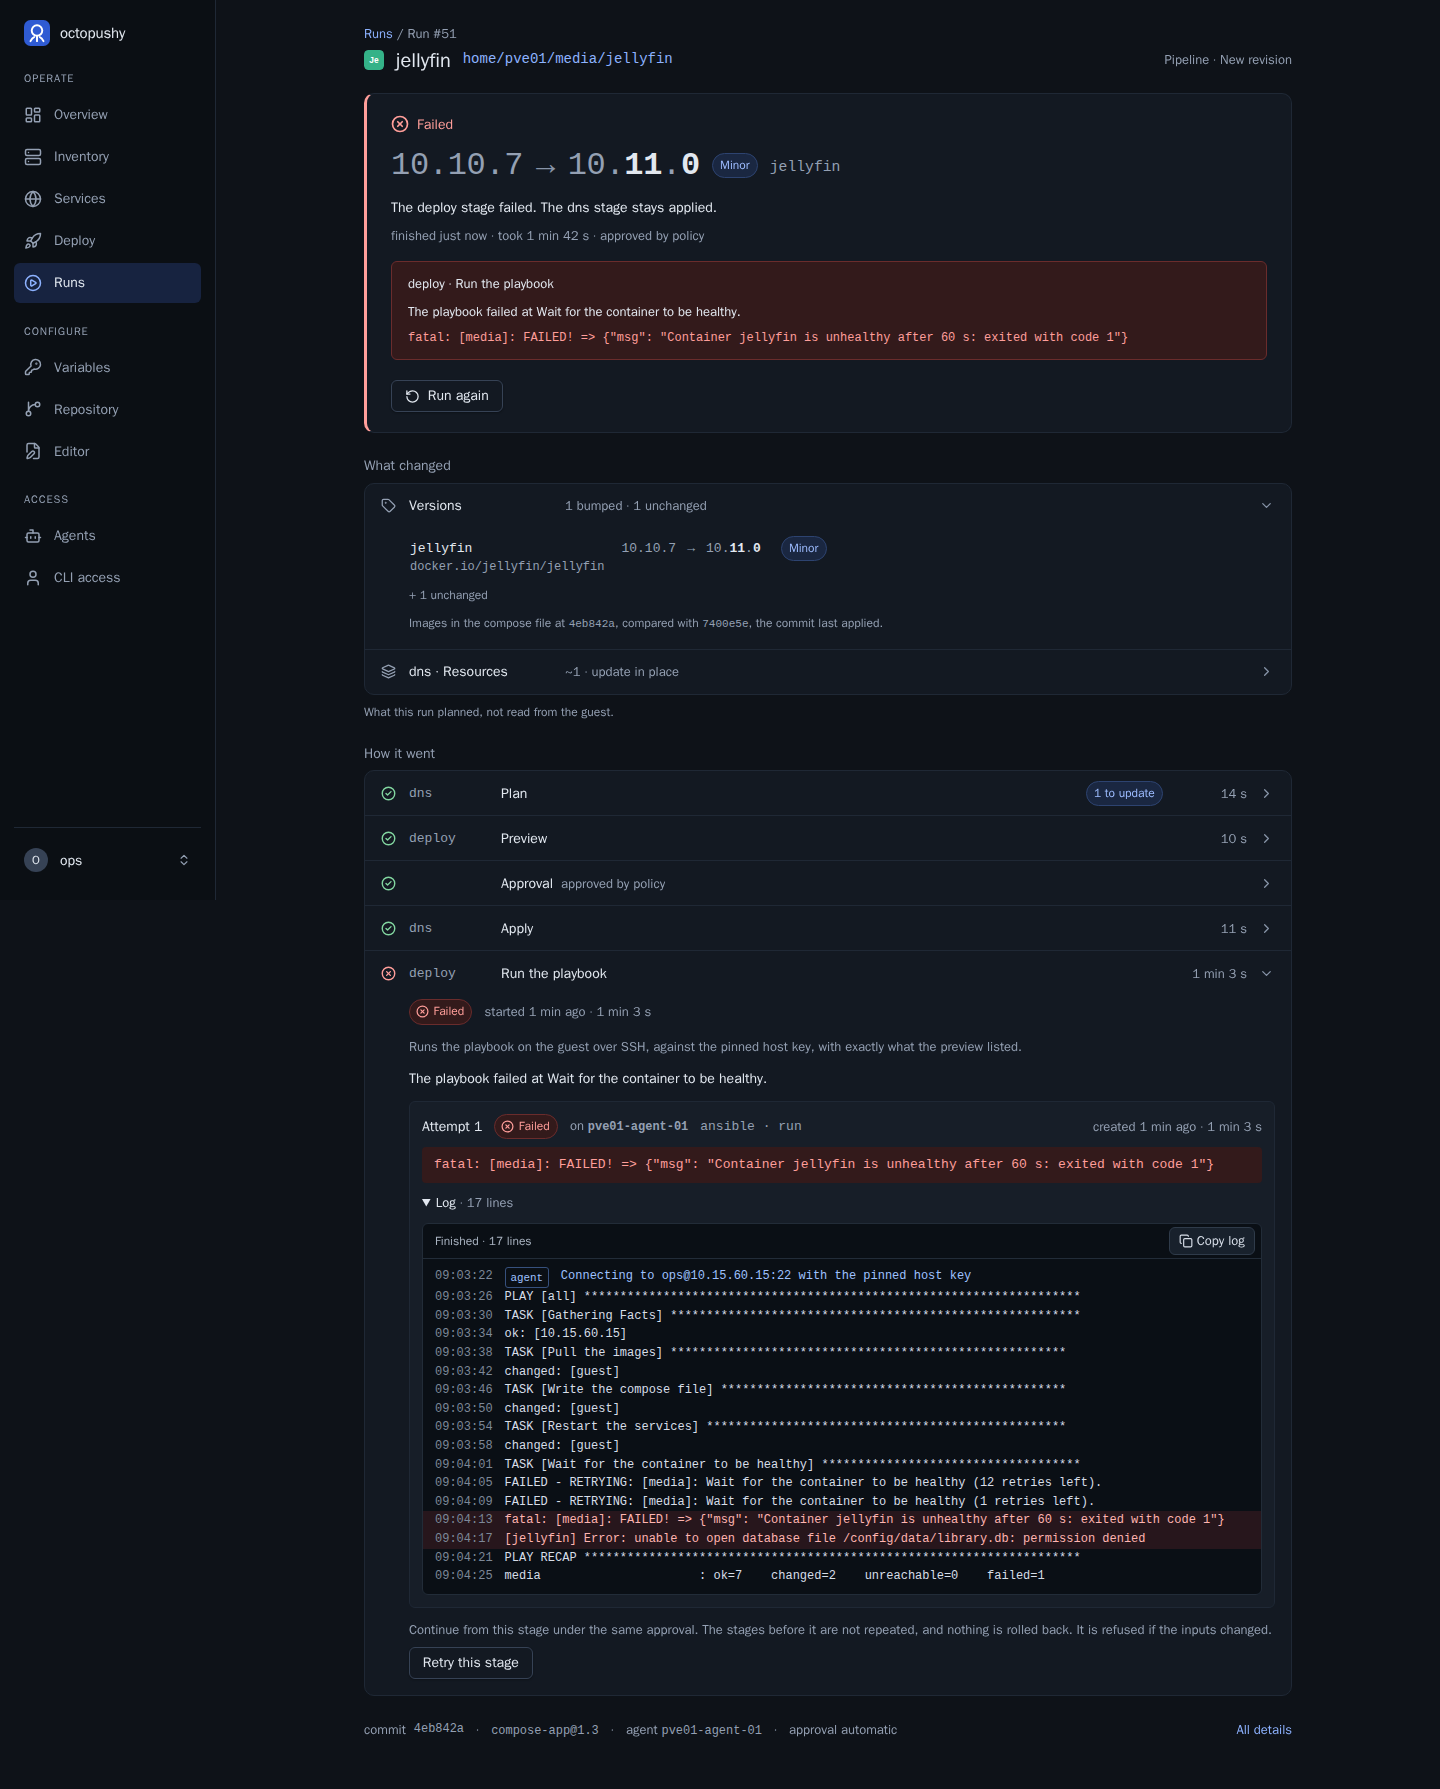 octopushy
OPERATE
Overview
Inventory
Services
Deploy
Runs
CONFIGURE
Variables
Repository
Editor
ACCESS
Agents
CLI access
O ops
Runs / Run #51
Je jellyfin home/pve01/media/jellyfin
Pipeline · New revision
Failed
10.10.7 → 10.11.0 Minor jellyfin
The deploy stage failed. The dns stage stays applied.
finished just now · took 1 min 42 s · approved by policy
deploy · Run the playbook
The playbook failed at Wait for the container to be healthy.
fatal: [media]: FAILED! => {"msg": "Container jellyfin is unhealthy after 60 s: exited with code 1"}
Run again
What changed
Versions 1 bumped · 1 unchanged
jellyfin 10.10.7 → 10.11.0 Minor
docker.io/jellyfin/jellyfin
+ 1 unchanged
Images in the compose file at 4eb842a, compared with 7400e5e, the commit last applied.
dns · Resources ~1 · update in place
What this run planned, not read from the guest.
How it went
dns Plan 1 to update 14 s
deploy Preview 10 s
Approval approved by policy
dns Apply 11 s
deploy Run the playbook 1 min 3 s
Failed started 1 min ago · 1 min 3 s
Runs the playbook on the guest over SSH, against the pinned host key, with exactly what the preview listed.
The playbook failed at Wait for the container to be healthy.
Attempt 1 Failed on pve01-agent-01 ansible · run created 1 min ago · 1 min 3 s
fatal: [media]: FAILED! => {"msg": "Container jellyfin is unhealthy after 60 s: exited with code 1"}
▼ Log · 17 lines
Finished · 17 lines Copy log
09:03:22 agent Connecting to ops@10.15.60.15:22 with the pinned host key
09:03:26 PLAY [all] *********************************************************************
09:03:30 TASK [Gathering Facts] *********************************************************
09:03:34 ok: [10.15.60.15]
09:03:38 TASK [Pull the images] *******************************************************
09:03:42 changed: [guest]
09:03:46 TASK [Write the compose file] ************************************************
09:03:50 changed: [guest]
09:03:54 TASK [Restart the services] **************************************************
09:03:58 changed: [guest]
09:04:01 TASK [Wait for the container to be healthy] ************************************
09:04:05 FAILED - RETRYING: [media]: Wait for the container to be healthy (12 retries left).
09:04:09 FAILED - RETRYING: [media]: Wait for the container to be healthy (1 retries left).
09:04:13 fatal: [media]: FAILED! => {"msg": "Container jellyfin is unhealthy after 60 s: exited with code 1"}
09:04:17 [jellyfin] Error: unable to open database file /config/data/library.db: permission denied
09:04:21 PLAY RECAP *********************************************************************
09:04:25 media : ok=7 changed=2 unreachable=0 failed=1
Continue from this stage under the same approval. The stages before it are not repeated, and nothing is rolled back. It is refused if the inputs changed.
Retry this stage
commit 4eb842a · compose-app@1.3 · agent pve01-agent-01 · approval automatic
All details